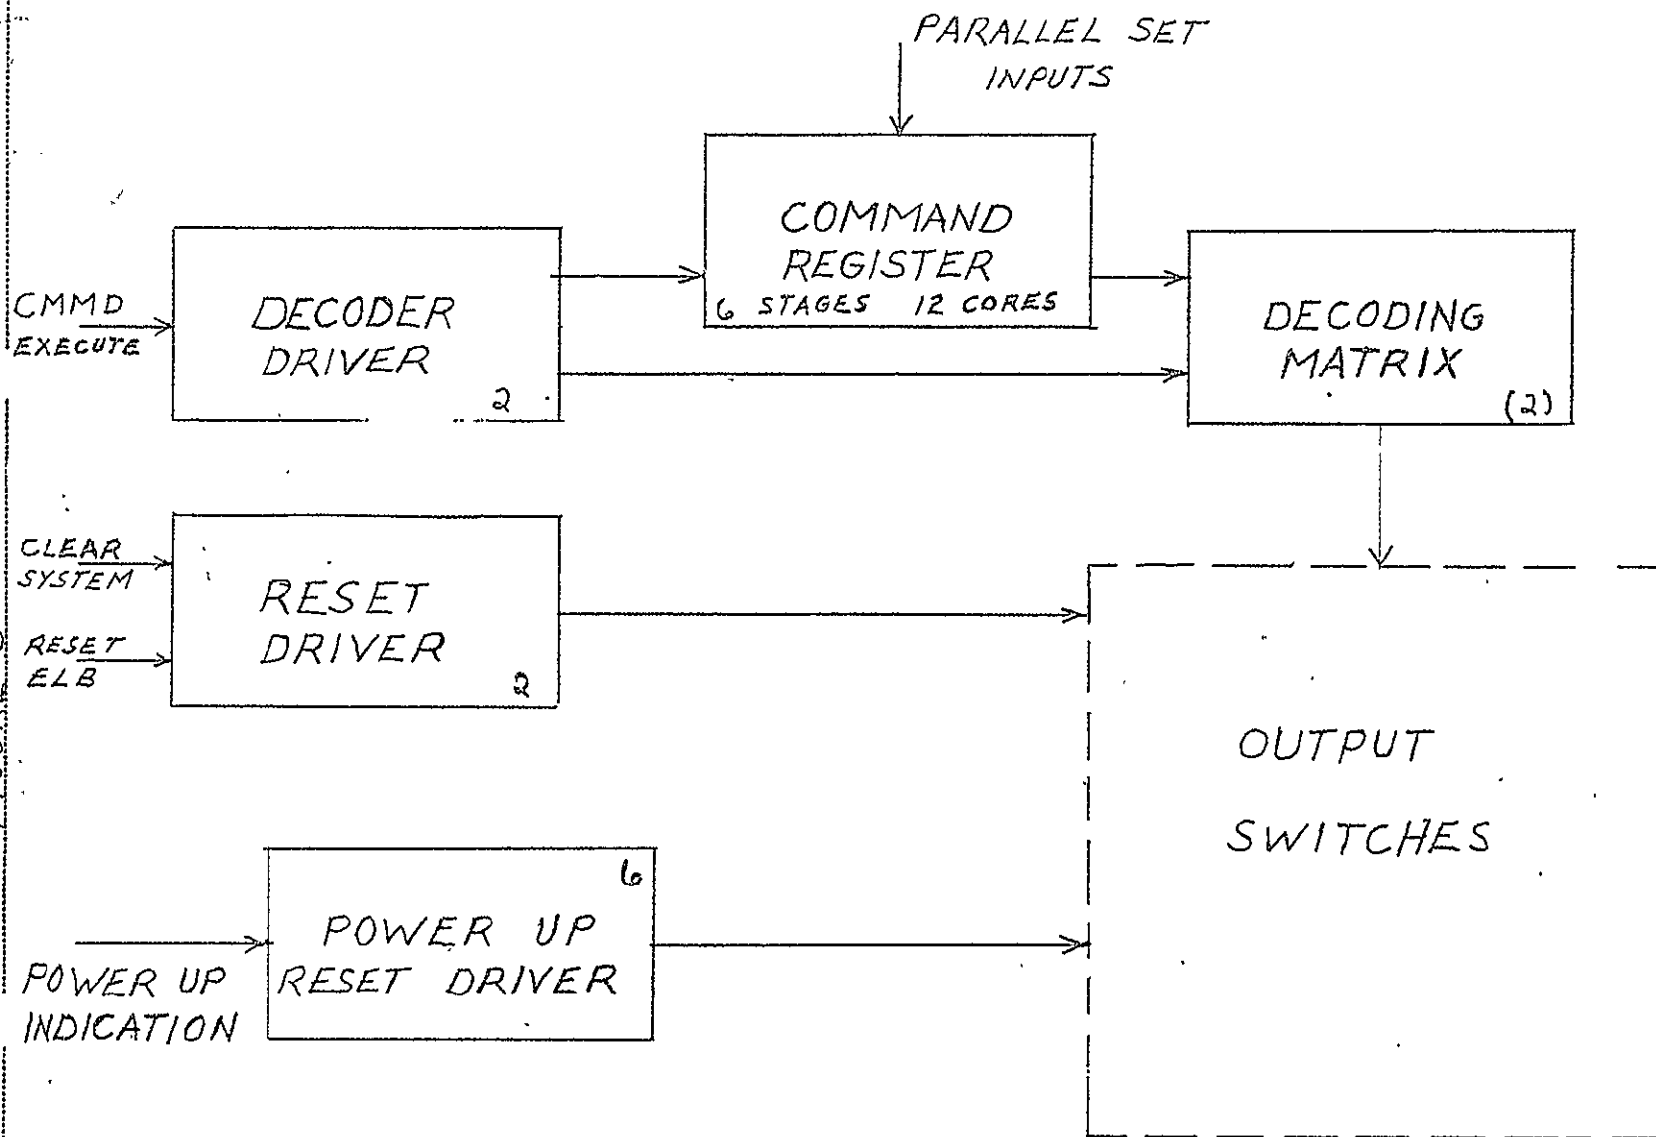 PARALLEL SET
INPUTS
COMMAND
REGISTER
6 STAGES 12 CORES
CMMD
EXECUTE
DECODER
DRIVER
2
DECODING
MATRIX
(2)
CLEAR
SYSTEM
RESET
ELB
RESET
DRIVER
2
OUTPUT
SWITCHES
6
POWER UP
RESET DRIVER
POWER UP
INDICATION